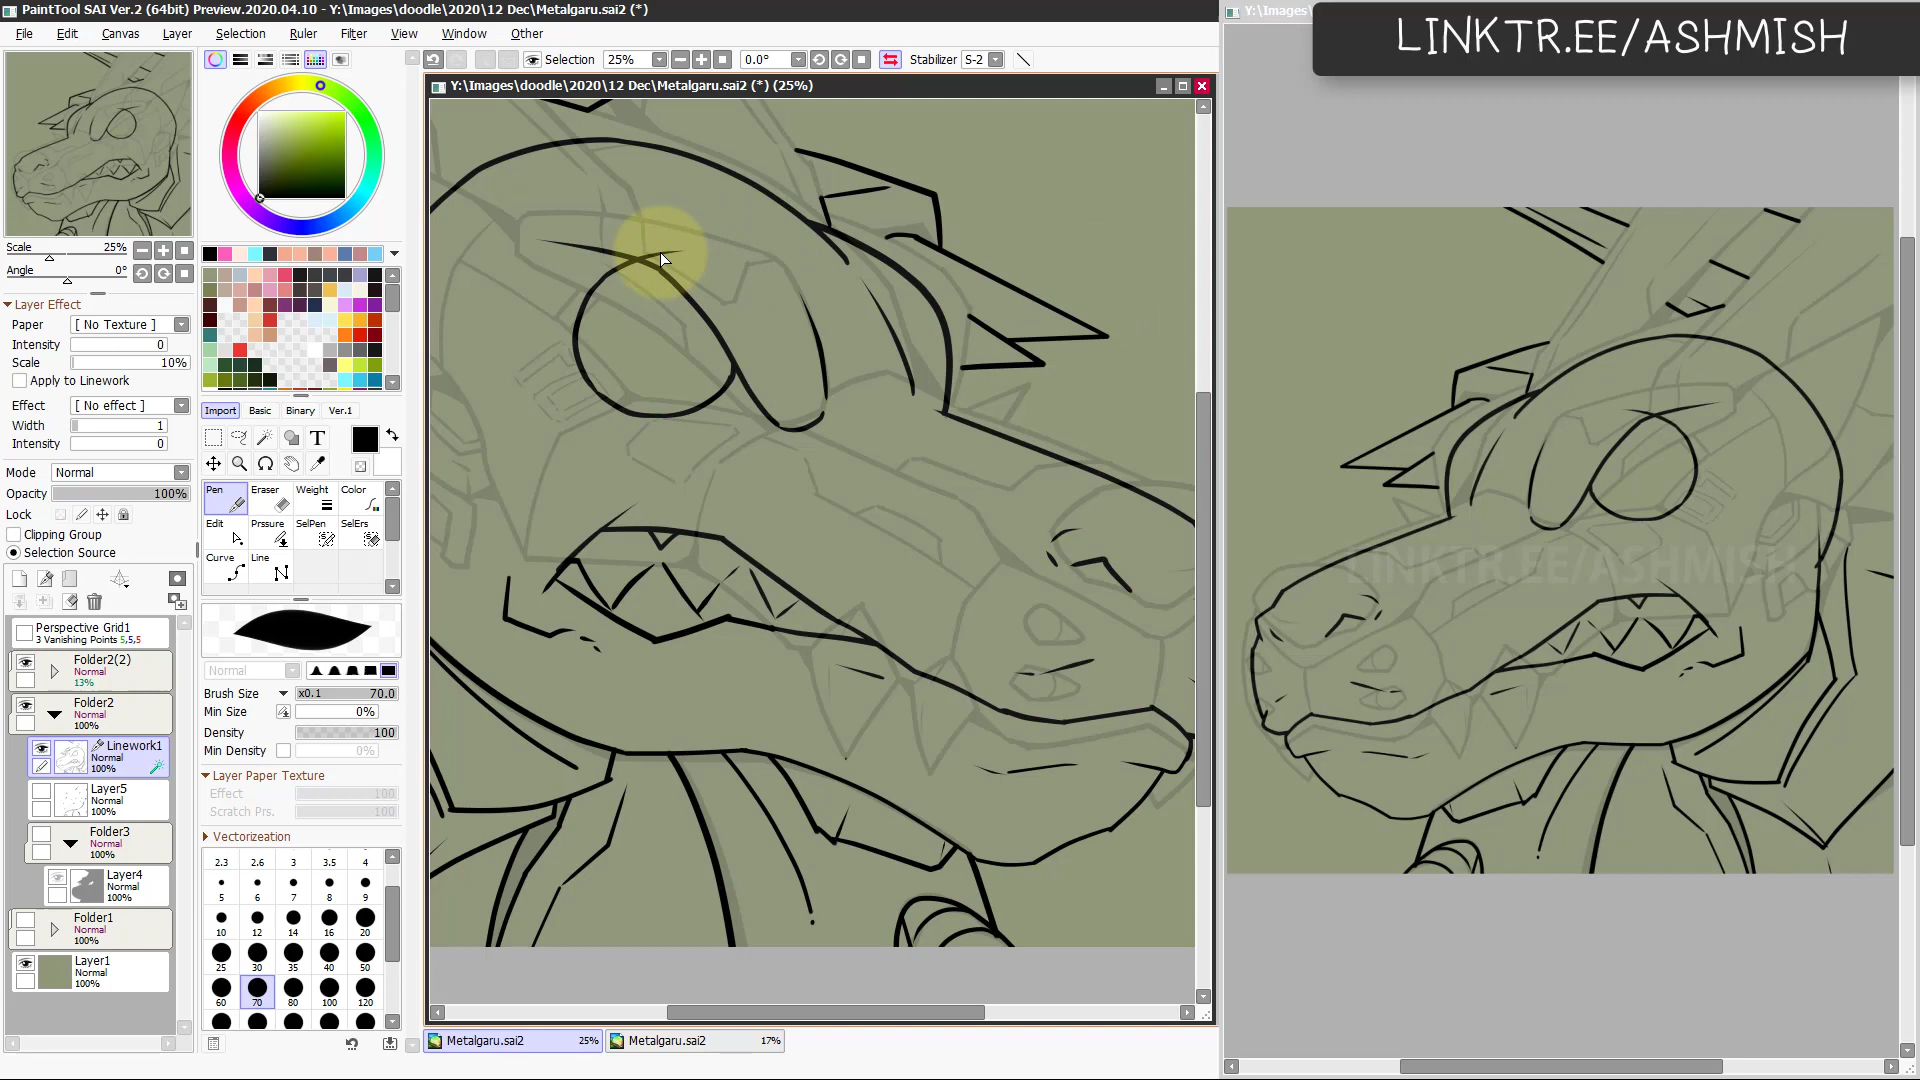 PaintTool SAI Ver.2 (64bit) Preview.2020.04.10 - Y:\Images\doodle\2020\12 Dec\Metalgaru.sai2 (*)
Y:\Images
LINKTR.EE/ASHMISH
File Edit Canvas Layer Selection Ruler Filter View Window Other
Selection 25% 0.0° Stabilizer S-2
Y:\Images\doodle\2020\12 Dec\Metalgaru.sai2 (*) (25%)
Scale 25%
Angle 0°
Layer Effect
Paper [ No Texture ]
Intensity 0
Scale 10%
Apply to Linework
Effect [ No effect ]
Width 1
Intensity 0
Mode Normal
Opacity 100%
Lock
Clipping Group
Selection Source
Perspective Grid1
3 Vanishing Points 5,5,5
Folder2(2)
Normal
13%
Folder2
Normal
100%
Linework1
Normal
100%
Layer5
Normal
100%
Folder3
Normal
100%
Layer4
Normal
100%
Folder1
Normal
100%
Layer1
Normal
100%
Import Basic Binary Ver.1
T
Pen Eraser Weight Color
Edit Prssure SelPen SelErs
Curve Line
Normal
Brush Size x0.1 70.0
Min Size 0%
Density 100
Min Density 0%
Layer Paper Texture
Effect 100
Scratch Prs. 100
Vectorization
2.3 2.6 3 3.5 4
5 6 7 8 9
10 12 14 16 20
25 30 35 40 50
60 70 80 100 120
Metalgaru.sai2 25% Metalgaru.sai2 17%
LINKTR.EE/ASHMISH